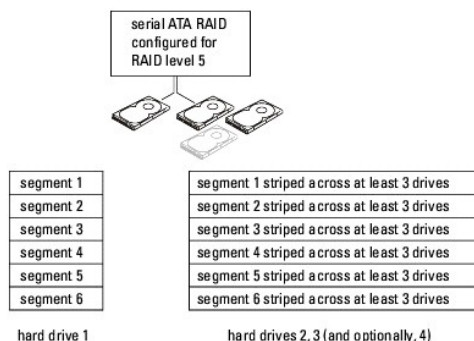 serial ATA RAID
configured for
RAID level 5
segment 1
segment 2
segment 3
segment 4
segment 5
segment 6
hard drive 1
segment 1 striped across at least 3 drives
segment 2 striped across at least 3 drives
segment 3 striped across at least 3 drives
segment 4 striped across at least 3 drives
segment 5 striped across at least 3 drives
segment 6 striped across at least 3 drives
hard drives 2, 3 (and optionally, 4)